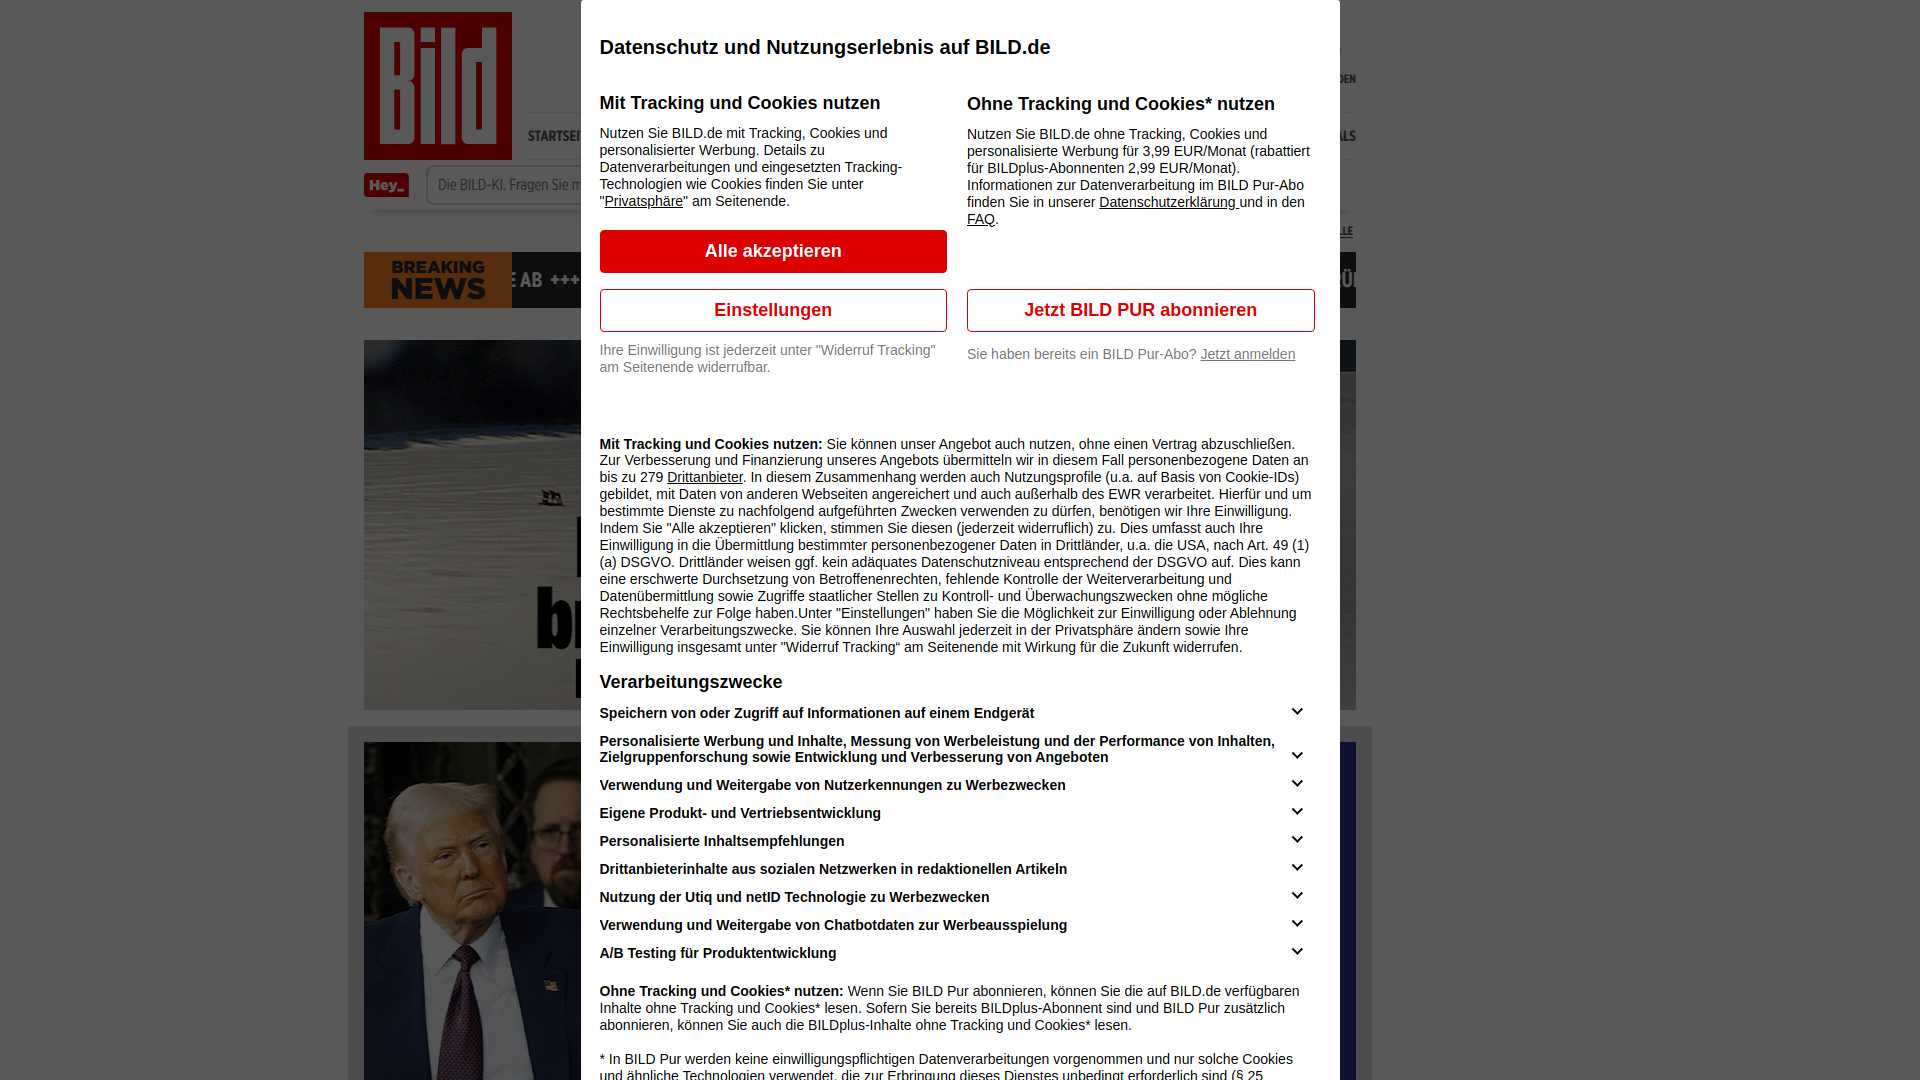 Bild
STARTSEI
Hey_
Die BILD-KI. Fragen Sie m
BREAKING
NEWS
E AB +++
Datenschutz und Nutzungserlebnis auf BILD.de
Mit Tracking und Cookies nutzen
Nutzen Sie BILD.de mit Tracking, Cookies und
personalisierter Werbung. Details zu
Datenverarbeitungen und eingesetzten Tracking-
Technologien wie Cookies finden Sie unter
"Privatsphäre" am Seitenende.
Alle akzeptieren
Einstellungen
Ihre Einwilligung ist jederzeit unter "Widerruf Tracking"
am Seitenende widerrufbar.
Ohne Tracking und Cookies* nutzen
Nutzen Sie BILD.de ohne Tracking, Cookies und
personalisierte Werbung für 3,99 EUR/Monat (rabattiert
für BILDplus-Abonnenten 2,99 EUR/Monat).
Informationen zur Datenverarbeitung im BILD Pur-Abo
finden Sie in unserer Datenschutzerklärung und in den
FAQ.
Jetzt BILD PUR abonnieren
Sie haben bereits ein BILD Pur-Abo? Jetzt anmelden
Mit Tracking und Cookies nutzen: Sie können unser Angebot auch nutzen, ohne einen Vertrag abzuschließen.
Zur Verbesserung und Finanzierung unseres Angebots übermitteln wir in diesem Fall personenbezogene Daten an
bis zu 279 Drittanbieter. In diesem Zusammenhang werden auch Nutzungsprofile (u.a. auf Basis von Cookie-IDs)
gebildet, mit Daten von anderen Webseiten angereichert und auch außerhalb des EWR verarbeitet. Hierfür und um
bestimmte Dienste zu nachfolgend aufgeführten Zwecken verwenden zu dürfen, benötigen wir Ihre Einwilligung.
Indem Sie "Alle akzeptieren" klicken, stimmen Sie diesen (jederzeit widerruflich) zu. Dies umfasst auch Ihre
Einwilligung in die Übermittlung bestimmter personenbezogener Daten in Drittländer, u.a. die USA, nach Art. 49 (1)
(a) DSGVO. Drittländer weisen ggf. kein adäquates Datenschutzniveau entsprechend der DSGVO auf. Dies kann
eine erschwerte Durchsetzung von Betroffenenrechten, fehlende Kontrolle der Weiterverarbeitung und
Datenübermittlung sowie Zugriffe staatlicher Stellen zu Kontroll- und Überwachungszwecken ohne mögliche
Rechtsbehelfe zur Folge haben.Unter "Einstellungen" haben Sie die Möglichkeit zur Einwilligung oder Ablehnung
einzelner Verarbeitungszwecke. Sie können Ihre Auswahl jederzeit in der Privatsphäre ändern sowie Ihre
Einwilligung insgesamt unter "Widerruf Tracking“ am Seitenende mit Wirkung für die Zukunft widerrufen.
Verarbeitungszwecke
Speichern von oder Zugriff auf Informationen auf einem Endgerät
Personalisierte Werbung und Inhalte, Messung von Werbeleistung und der Performance von Inhalten,
Zielgruppenforschung sowie Entwicklung und Verbesserung von Angeboten
Verwendung und Weitergabe von Nutzerkennungen zu Werbezwecken
Eigene Produkt- und Vertriebsentwicklung
Personalisierte Inhaltsempfehlungen
Drittanbieterinhalte aus sozialen Netzwerken in redaktionellen Artikeln
Nutzung der Utiq und netID Technologie zu Werbezwecken
Verwendung und Weitergabe von Chatbotdaten zur Werbeausspielung
A/B Testing für Produktentwicklung
Ohne Tracking und Cookies* nutzen: Wenn Sie BILD Pur abonnieren, können Sie die auf BILD.de verfügbaren
Inhalte ohne Tracking und Cookies* lesen. Sofern Sie bereits BILDplus-Abonnent sind und BILD Pur zusätzlich
abonnieren, können Sie auch die BILDplus-Inhalte ohne Tracking und Cookies* lesen.
* In BILD Pur werden keine einwilligungspflichtigen Datenverarbeitungen vorgenommen und nur solche Cookies
und ähnliche Technologien verwendet, die zur Erbringung dieses Dienstes unbedingt erforderlich sind (§ 25